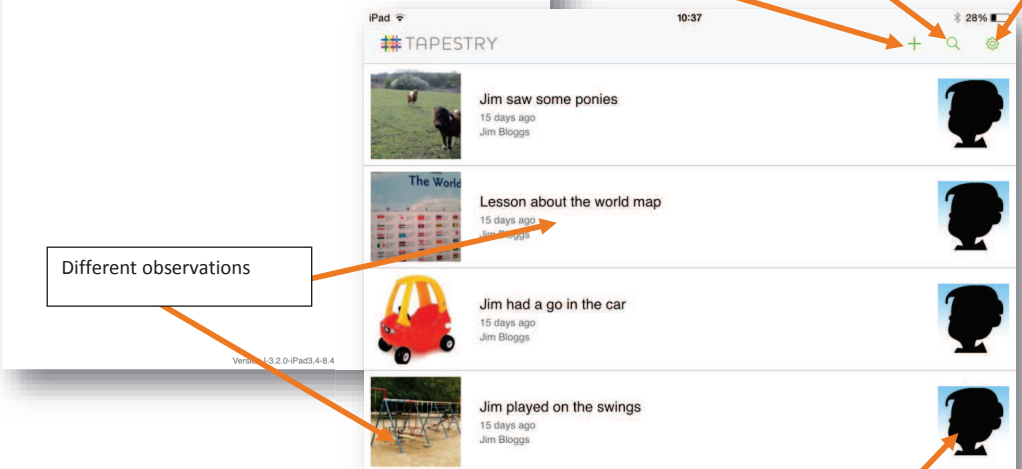 iPad 10:37 28%
TAPESTRY
Jim saw some ponies
15 days ago
Jim Bloggs
The World
Lesson about the world map
15 days ago
Jim Bloggs
Different observations
Jim had a go in the car
15 days ago
Jim Bloggs
Jim played on the swings
15 days ago
Jim Bloggs